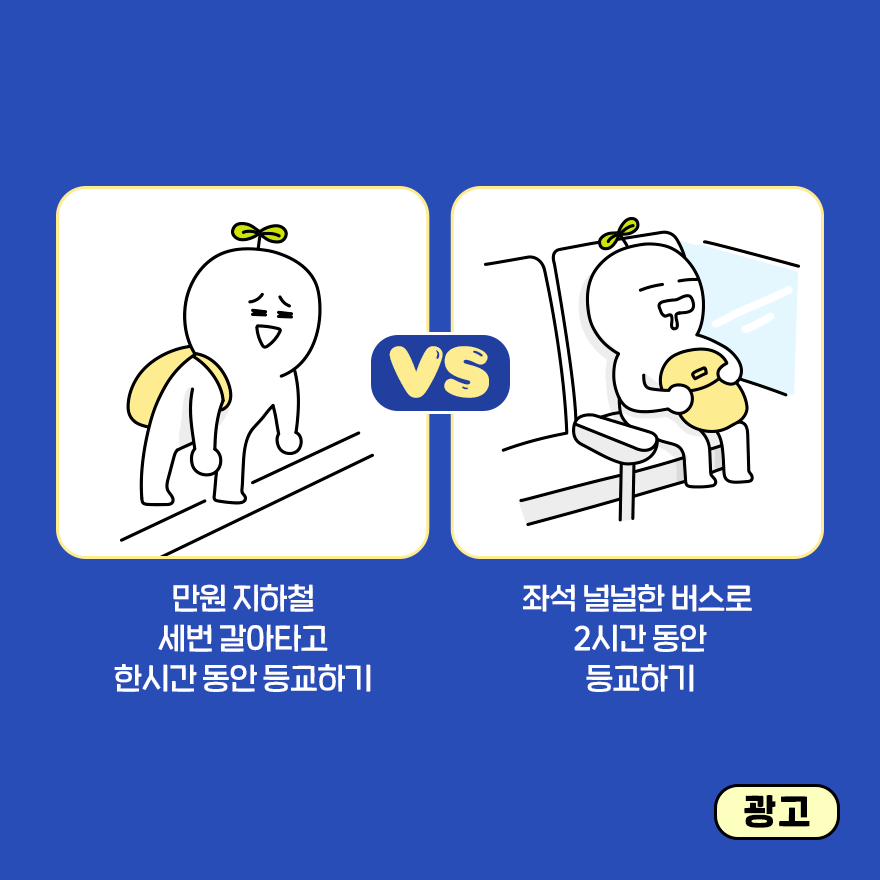 VS
만원 지하철
세번 갈아타고
한시간 동안 등교하기
좌석 널널한 버스로
2시간 동안
등교하기
광고